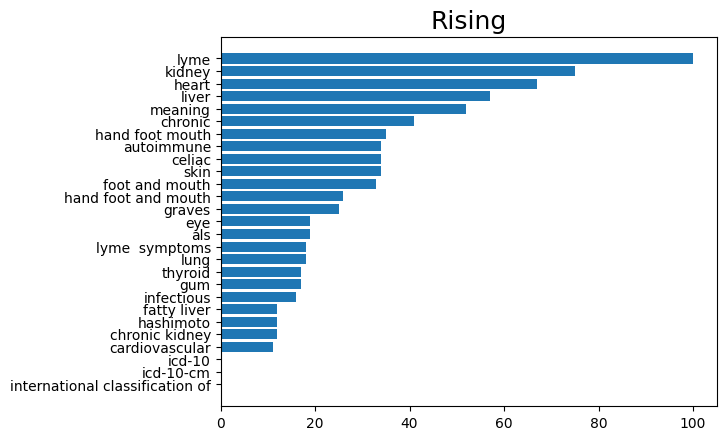 Rising
lyme
kidney
heart
liver
meaning
chronic
hand foot mouth
autoimmune
celiac
skin
foot and mouth
hand foot and mouth
graves
eye
als
lyme  symptoms
lung
thyroid
gum
infectious
fatty liver
hashimoto
chronic kidney
cardiovascular
icd-10
icd-10-cm
international classification of
0 20 40 60 80 100